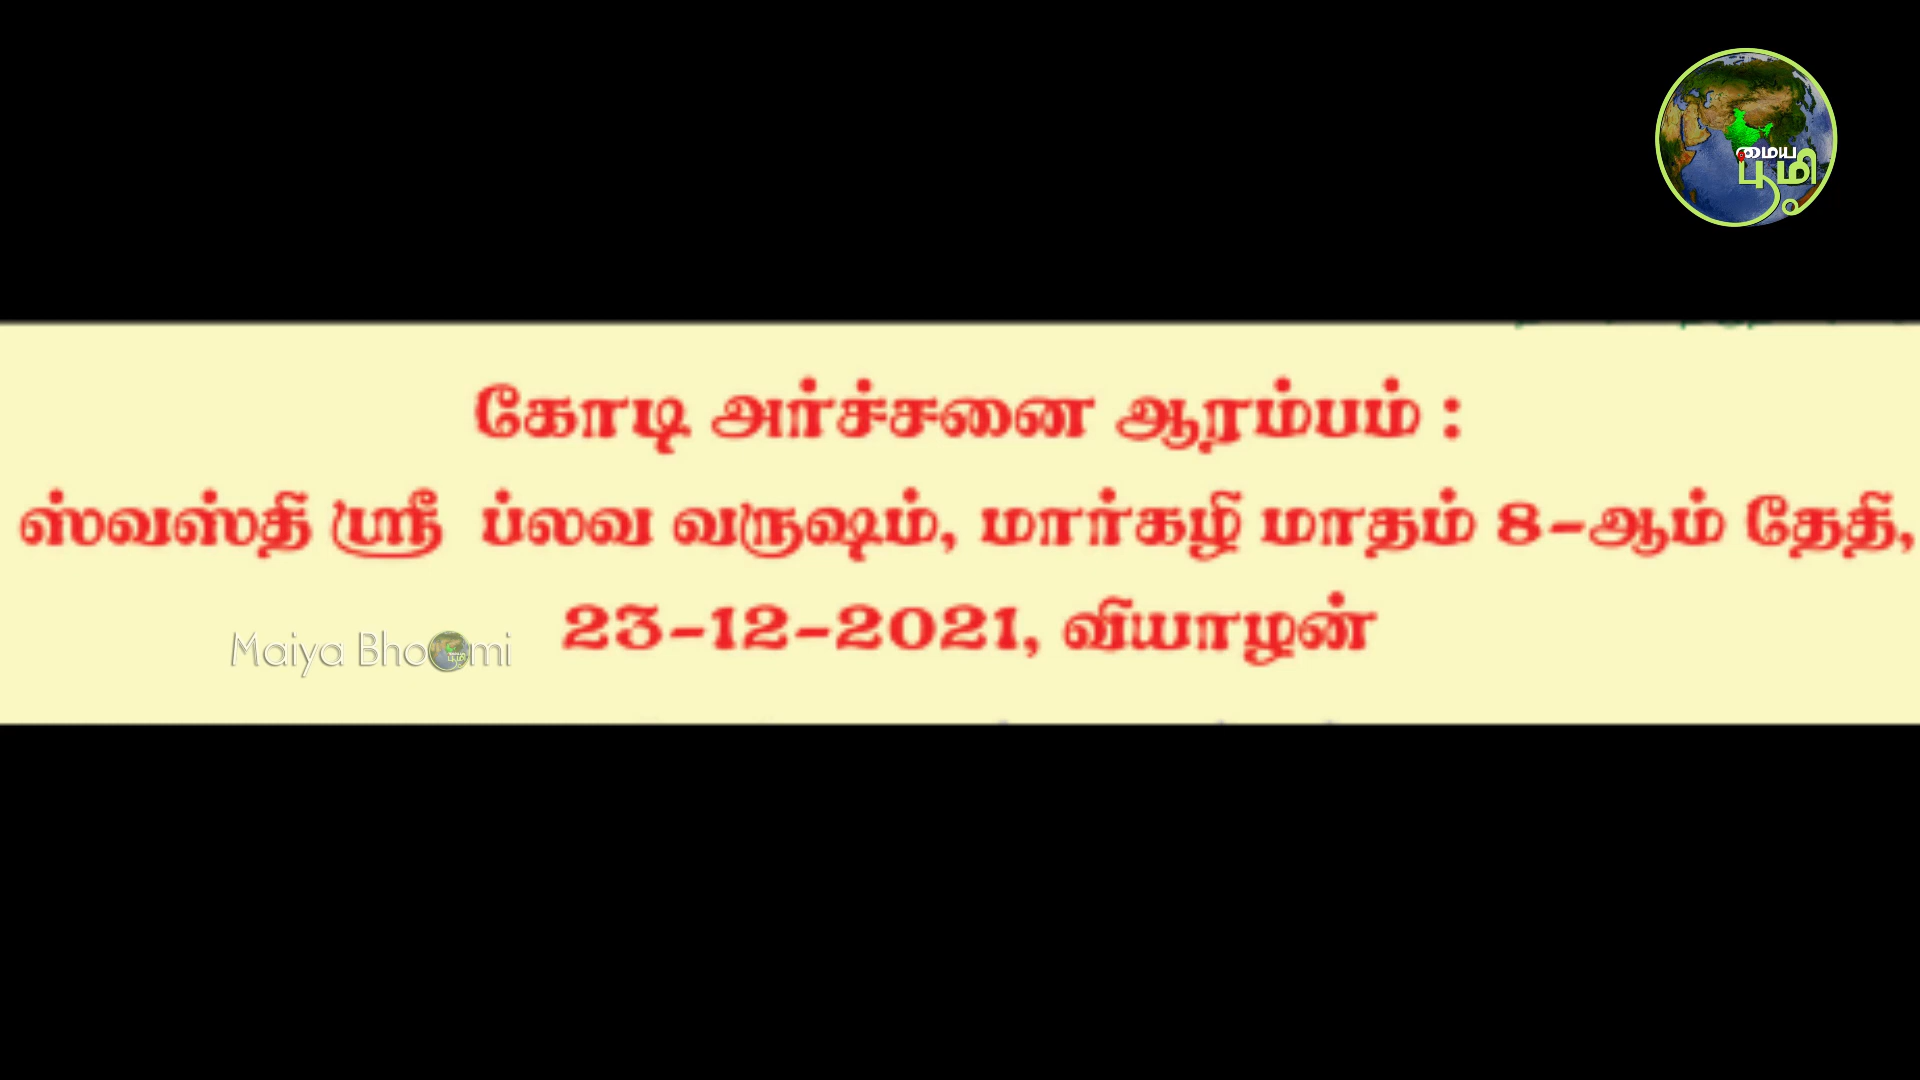 மைய
பூமி
கோடி அர்ச்சனை ஆரம்பம் :
ஸ்வஸ்தி ஸ்ரீ ப்லவ வருஷம், மார்கழி மாதம் 8-ஆம் தேதி,
23-12-2021, வியாழன்
Maiya Bhoomi